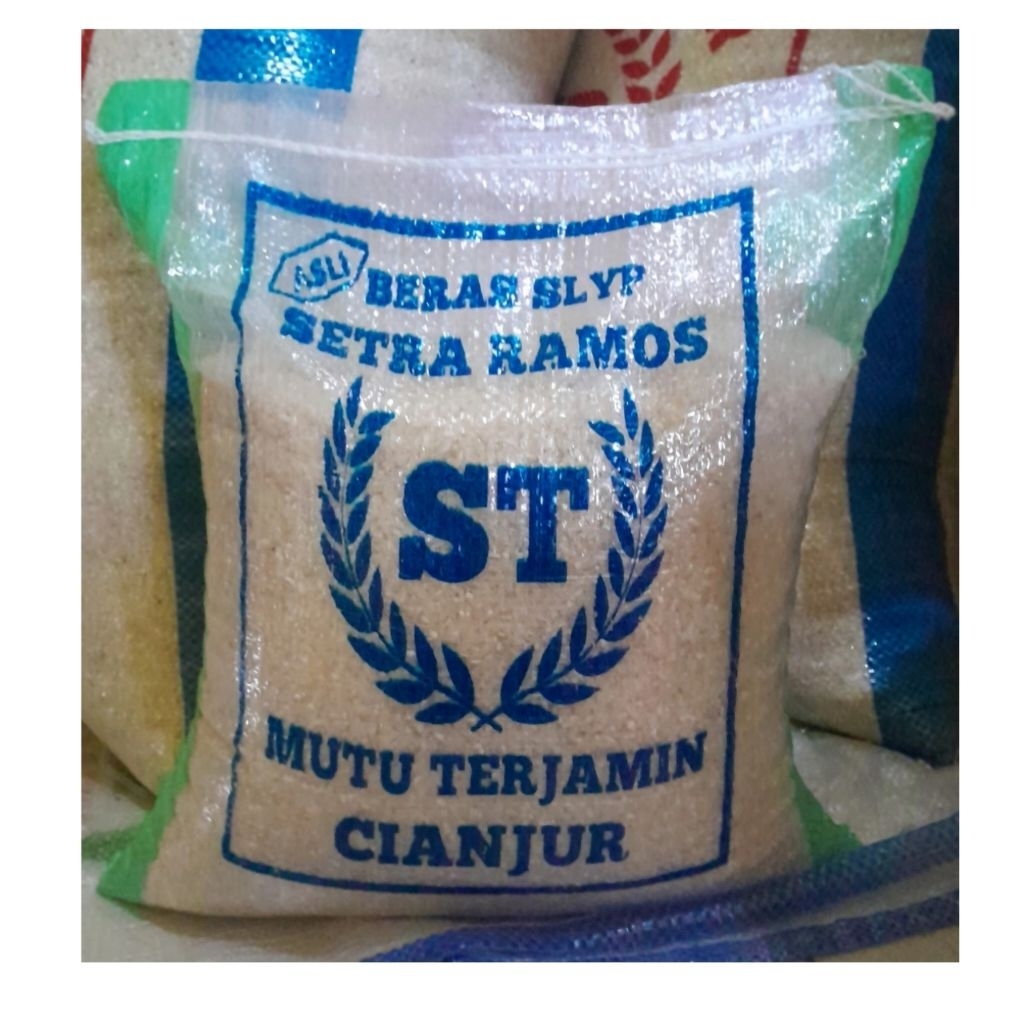 ASLI BERAS SLYP
SETRA RAMOS
ST
MUTU TERJAMIN
CIANJUR